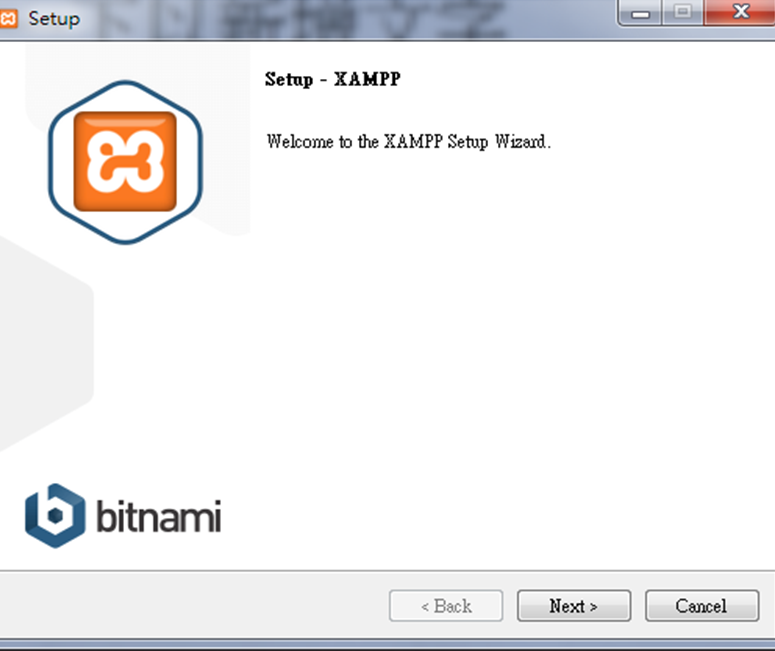 Setup
Setup - XAMPP
Welcome to the XAMPP Setup Wizard.
bitnami
< Back
Next >
Cancel